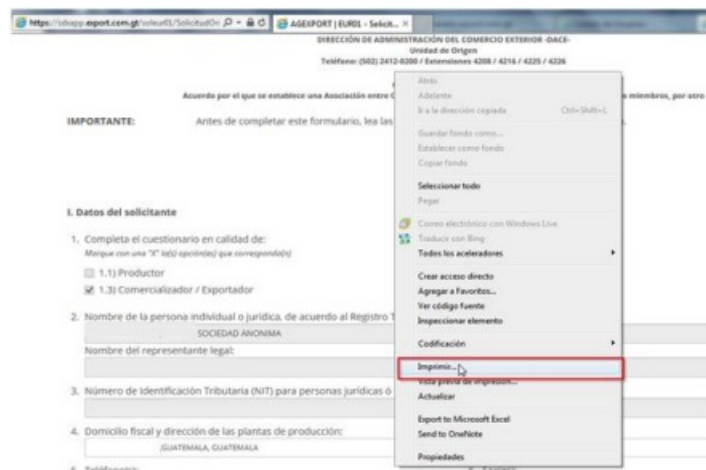 https://sdxapp.export.com.gt/soleur01/SolicitudOn
AGEXPORT | EUR01 - Solicit...
DIRECCIÓN DE ADMINISTRACIÓN DEL COMERCIO EXTERIOR -DACE-
Unidad de Origen
Teléfono: (502) 2412-0200 / Extensiones 4208 / 4216 / 4225 / 4226
Acuerdo por el que se establece una Asociación entre C
miembros, por otro
IMPORTANTE: Antes de completar este formulario, lea las
I. Datos del solicitante
1. Completa el cuestionario en calidad de:
Marque con una "X" la(s) opción(es) que corresponda(n)
1.1) Productor
1.3) Comercializador / Exportador
2. Nombre de la persona individual o jurídica, de acuerdo al Registro T
SOCIEDAD ANONIMA
Nombre del representante legal:
3. Número de Identificación Tributaria (NIT) para personas jurídicas ó
4. Domicilio fiscal y dirección de las plantas de producción:
,GUATEMALA, GUATEMALA
Atrás
Adelante
Ir a la dirección copiada Ctrl+Shift+L
Guardar fondo como...
Establecer como fondo
Copiar fondo
Seleccionar todo
Pegar
Correo electrónico con Windows Live
Traducir con Bing
Todos los aceleradores
Crear acceso directo
Agregar a Favoritos...
Ver código fuente
Inspeccionar elemento
Codificación
Imprimir...
Vista previa de impresión...
Actualizar
Export to Microsoft Excel
Send to OneNote
Propiedades